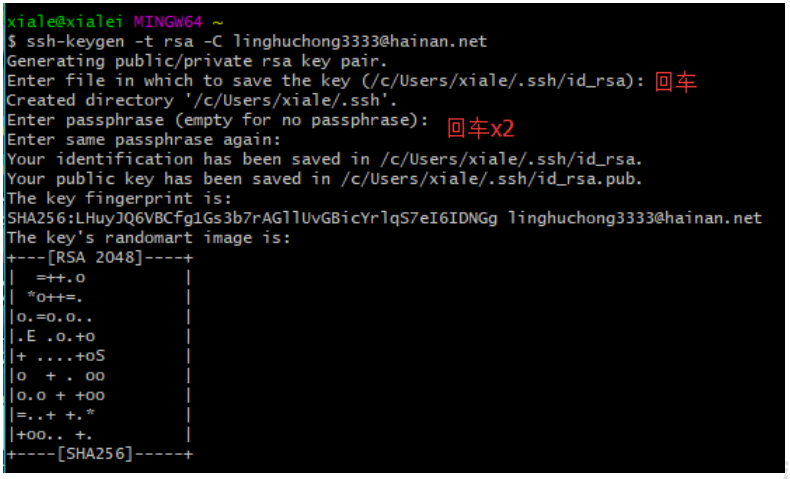 xiale@xialei MINGW64 ~
$ ssh-keygen -t rsa -C linghuchong3333@hainan.net
Generating public/private rsa key pair.
Enter file in which to save the key (/c/Users/xiale/.ssh/id_rsa): 回车
Created directory '/c/Users/xiale/.ssh'.
Enter passphrase (empty for no passphrase): 回车x2
Enter same passphrase again:
Your identification has been saved in /c/Users/xiale/.ssh/id_rsa.
Your public key has been saved in /c/Users/xiale/.ssh/id_rsa.pub.
The key fingerprint is:
SHA256:LHuyJQ6VBCfg1Gs3b7rAGllUvGBicYrlqS7eI6IDNGg linghuchong3333@hainan.net
The key's randomart image is:
+---[RSA 2048]----+
|  =++.o          |
| *o++=.          |
|o.=o.o..         |
|.E .o.+o         |
|+ ....+oS        |
|o  + . oo        |
|o.o + +oo        |
|=..+ +.*         |
|+oo.. +.         |
+----[SHA256]-----+